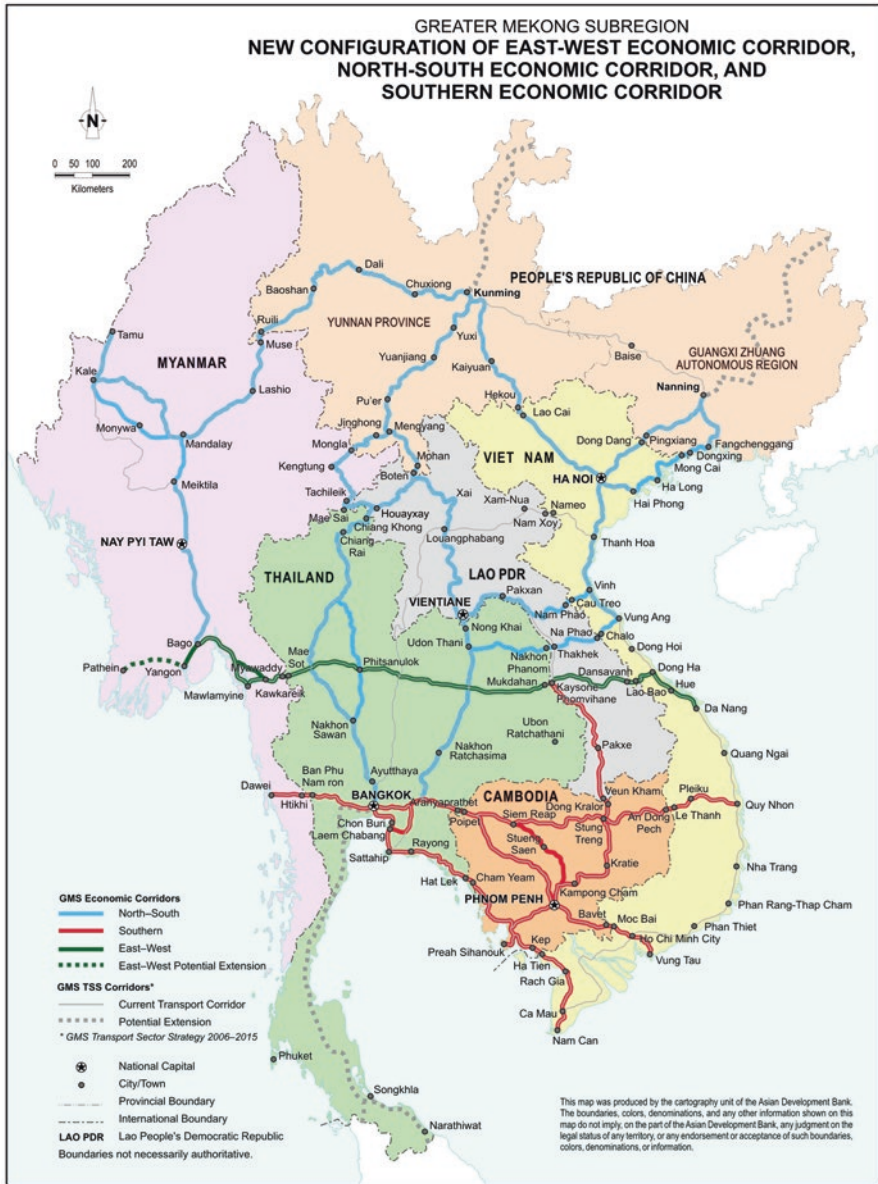 GREATER MEKONG SUBREGION
NEW CONFIGURATION OF EAST-WEST ECONOMIC CORRIDOR,
NORTH-SOUTH ECONOMIC CORRIDOR, AND
SOUTHERN ECONOMIC CORRIDOR
N
0 50 100 200
Kilometers
Dali
Baoshan
Chuxiong
Kunming
PEOPLE'S REPUBLIC OF CHINA
Ruili
YUNNAN PROVINCE
Tamu
Muse
Yuxi
GUANGXI ZHUANG
AUTONOMOUS REGION
MYANMAR
Yuanjiang
Baise
Kale
Kaiyuan
Lashio
Pu'er
Hekou
Nanning
Jinghong
Mengyang
Lao Cai
Monywa
Mandalay
Mongla
Dong Dang
Pingxiang
Fangchenggang
Mohan
VIET NAM
Dongxing
Kengtung
Boten
Mong Cai
Meiktila
HA NOI
Ha Long
Xai
Xam-Nua
Nameo
Hai Phong
Tachileik
Houayxay
Nam Xoy
Mae Sai
Chiang Khong
Chiang
Rai
Louangphabang
Thanh Hoa
NAY PYI TAW
THAILAND
LAO PDR
VIENTIANE
Pakxan
Vinh
Nam Phao
Cau Treo
Vung Ang
Nong Khai
Na Phao
Chalo
Bago
Udon Thani
Mae
Sot
Nakhon
Phanom
Thakhek
Dong Hoi
Pathein
Yangon
Myawaddy
Phitsanulok
Dansavanh
Dong Ha
Mukdahan
Mawlamyine
Kawkareik
Kaysone
Phomvihane
Lao Bao
Hue
Da Nang
Nakhon
Sawan
Ubon
Ratchathani
Nakhon
Ratchasima
Pakxe
Quang Ngai
Ban Phu
Nam ron
Ayutthaya
Dawei
Htikhi
BANGKOK
Aranyaprathet
CAMBODIA
Veun Kham
Pleiku
Dong Kralor
Poipet
Siem Reap
Quy Nhon
Chon Buri
Laem Chabang
An Dong
Pech
Le Thanh
Stung
Treng
Stueng
Saen
Rayong
Sattahip
Kratie
Nha Trang
Hat Lek
Cham Yeam
Kampong Cham
PHNOM PENH
Phan Rang-Thap Cham
Bavet
Moc Bai
Phan Thiet
Kep
Ho Chi Minh City
Preah Sihanouk
Ha Tien
Vung Tau
Rach Gia
Ca Mau
Nam Can
Phuket
Songkhla
Narathiwat
GMS Economic Corridors
North–South
Southern
East–West
East–West Potential Extension
GMS TSS Corridors*
Current Transport Corridor
Potential Extension
* GMS Transport Sector Strategy 2006–2015
National Capital
City/Town
Provincial Boundary
International Boundary
LAO PDR Lao People's Democratic Republic
Boundaries not necessarily authoritative.
This map was produced by the cartography unit of the Asian Development Bank.
The boundaries, colors, denominations, and any other information shown on this
map do not imply, on the part of the Asian Development Bank, any judgment on the
legal status of any territory, or any endorsement or acceptance of such boundaries,
colors, denominations, or information.